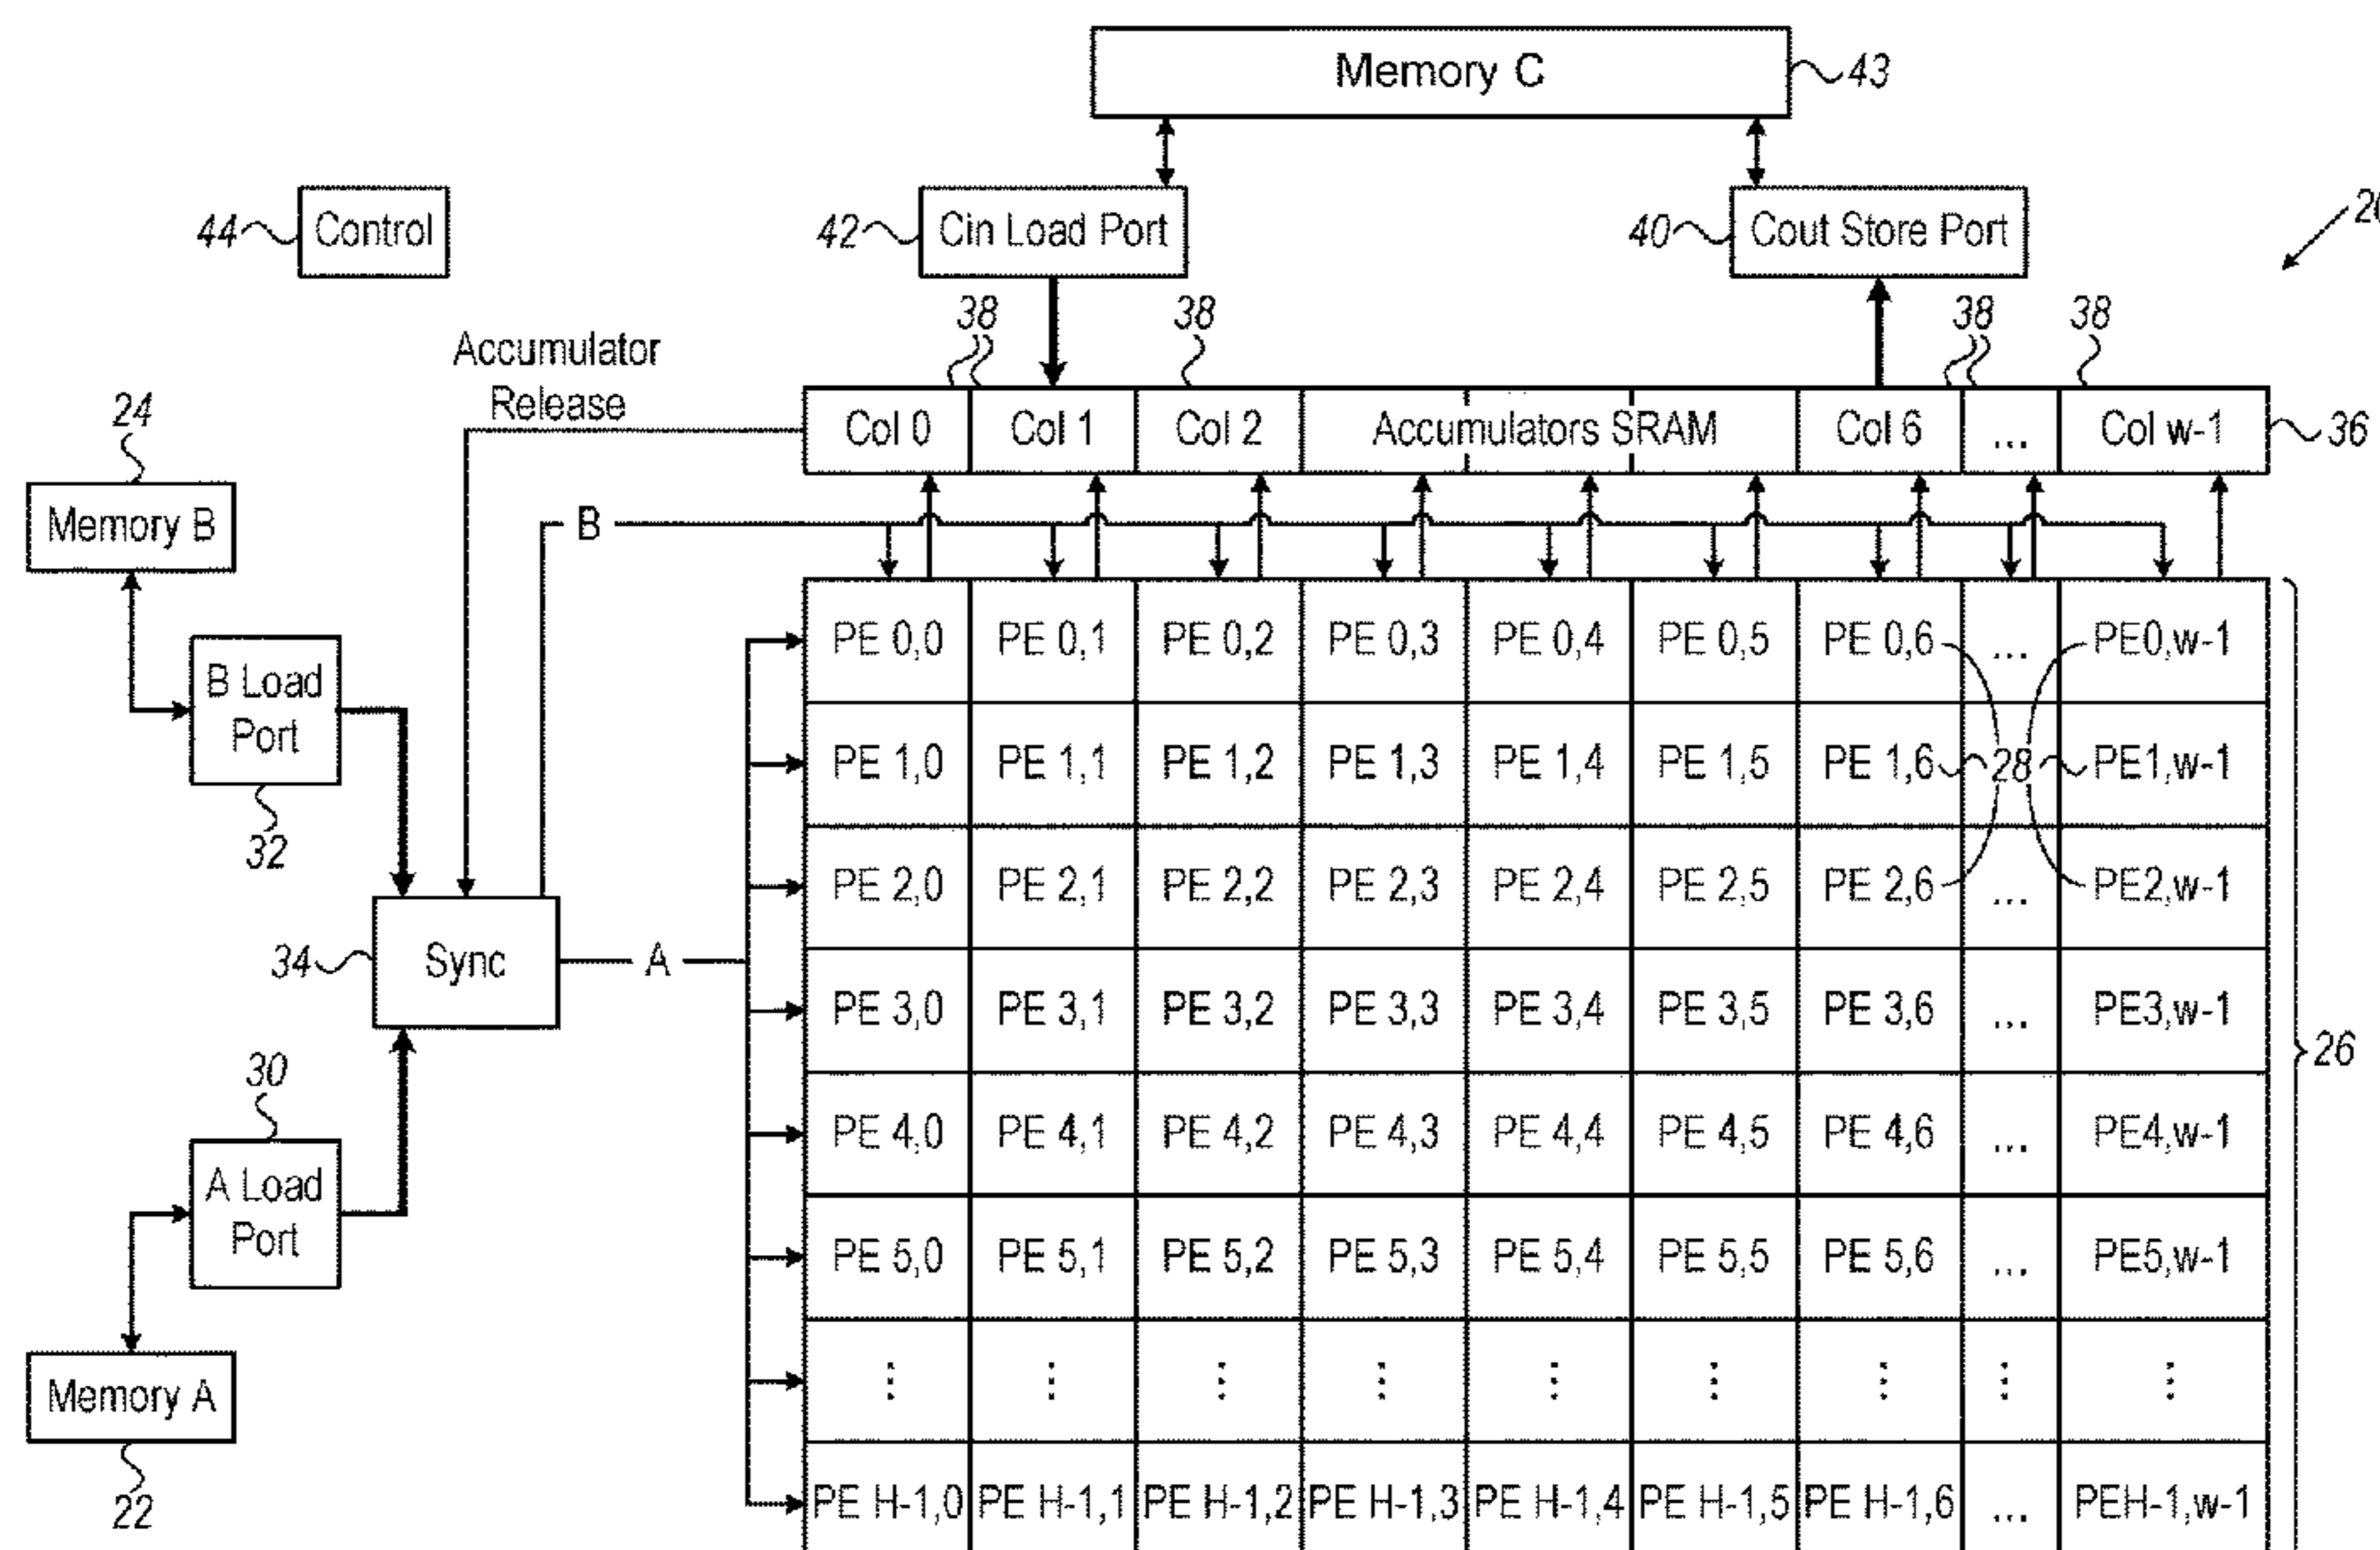 Memory C 43
44 Control 42 Cin Load Port 40 Cout Store Port
38 38 38 38
Accumulator
Release
Col 0 Col 1 Col 2 Accumulators SRAM Col 6 ... Col w-1 36
24
Memory B
B
B Load
Port
32
PE 0,0 PE 0,1 PE 0,2 PE 0,3 PE 0,4 PE 0,5 PE 0,6 ... PE0,w-1
PE 1,0 PE 1,1 PE 1,2 PE 1,3 PE 1,4 PE 1,5 PE 1,6 28 PE1,w-1
PE 2,0 PE 2,1 PE 2,2 PE 2,3 PE 2,4 PE 2,5 PE 2,6 ... PE2,w-1
34 Sync A
PE 3,0 PE 3,1 PE 3,2 PE 3,3 PE 3,4 PE 3,5 PE 3,6 ... PE3,w-1
26
30
A Load
Port
PE 4,0 PE 4,1 PE 4,2 PE 4,3 PE 4,4 PE 4,5 PE 4,6 ... PE4,w-1
PE 5,0 PE 5,1 PE 5,2 PE 5,3 PE 5,4 PE 5,5 PE 5,6 ... PE5,w-1
Memory A
22
⋮ ⋮ ⋮ ⋮ ⋮ ⋮ ⋮ ⋮ ⋮
PE H-1,0 PE H-1,1 PE H-1,2 PE H-1,3 PE H-1,4 PE H-1,5 PE H-1,6 ... PEH-1,w-1